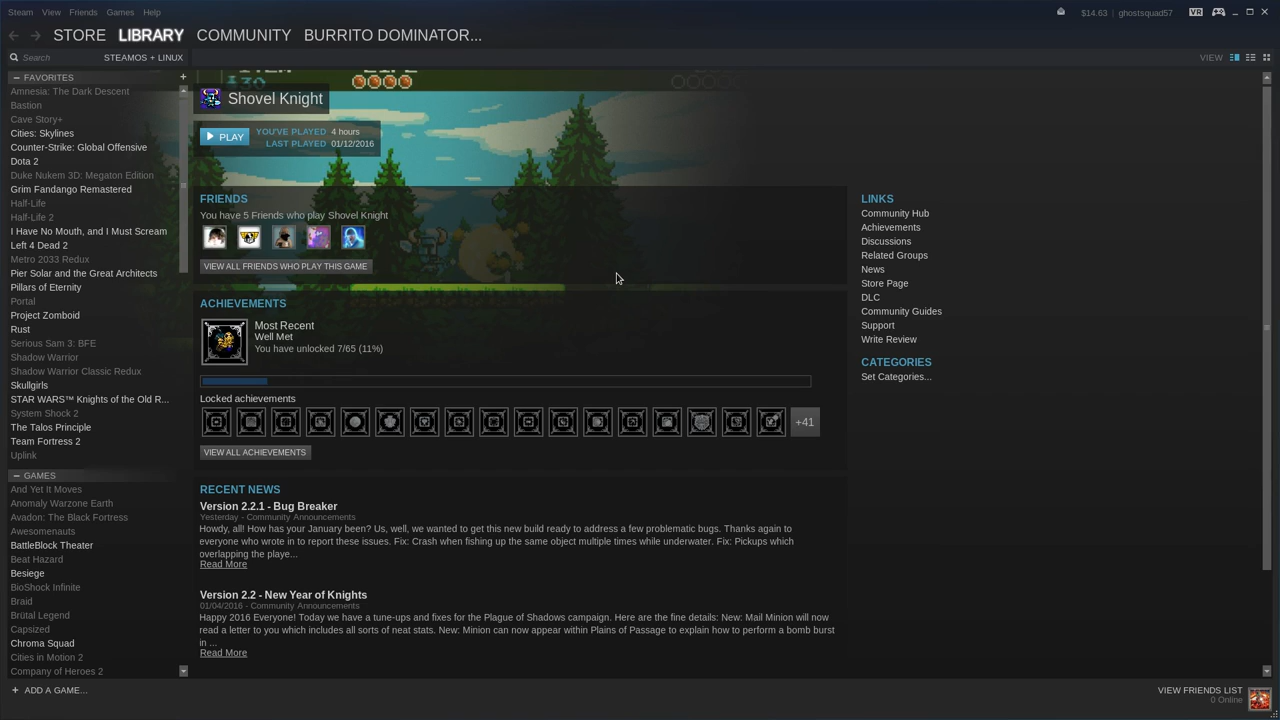 Steam View Friends Help
$14.63 ghostsquad57 VR
STORE LIBRARY COMMUNITY BURRITO DOMINATOR...
Search STEAMOS + LINUX
VIEW
FAVORITES
Amnesia: The Dark Descent
Bastion
Cave Story+
Cities: Skylines
Counter-Strike: Global Offensive
Dota 2
Duke Nukem 3D: Megaton Edition
Grim Fandango Remastered
Half-Life
Half-Life 2
I Have No Mouth, and I Must Scream
Left 4 Dead 2
Metro 2033 Redux
Pier Solar and the Great Architects
Pillars of Eternity
Portal
Project Zomboid
Rust
Serious Sam 3: BFE
Shadow Warrior
Shadow Warrior Classic Redux
Skullgirls
STAR WARS™ Knights of the Old R...
System Shock 2
The Talos Principle
Team Fortress 2
Uplink
GAMES
And Yet It Moves
Anomaly Warzone Earth
Avadon: The Black Fortress
Awesomenauts
BattleBlock Theater
Beat Hazard
Besiege
BioShock Infinite
Braid
Brütal Legend
Capsized
Chroma Squad
Cities in Motion 2
Company of Heroes 2
ADD A GAME...
Shovel Knight
PLAY
YOU'VE PLAYED 4 hours
LAST PLAYED 01/12/2016
FRIENDS
You have 5 Friends who play Shovel Knight
VIEW ALL FRIENDS WHO PLAY THIS GAME
ACHIEVEMENTS
Most Recent
Well Met
You have unlocked 7/65 (11%)
Locked achievements
+41
VIEW ALL ACHIEVEMENTS
RECENT NEWS
Version 2.2.1 - Bug Breaker
Yesterday - Community Announcements
Howdy, all! How has your January been? Us, well, we wanted to get this new build ready to address a few problematic bugs. Thanks again to
everyone who wrote in to report these issues. Fix: Crash when fishing up the same object multiple times while underwater. Fix: Pickups which
overlapping the playe...
Read More
Version 2.2 - New Year of Knights
01/04/2016 - Community Announcements
Happy 2016 Everyone! Today we have a tune-ups and fixes for the Plague of Shadows campaign. Here are the fine details: New: Mail Minion will now
read a letter to you which includes all sorts of neat stats. New: Minion can now appear within Plains of Passage to explain how to perform a bomb burst
in ...
Read More
LINKS
Community Hub
Achievements
Discussions
Related Groups
News
Store Page
DLC
Community Guides
Support
Write Review
CATEGORIES
Set Categories...
VIEW FRIENDS LIST
0 Online